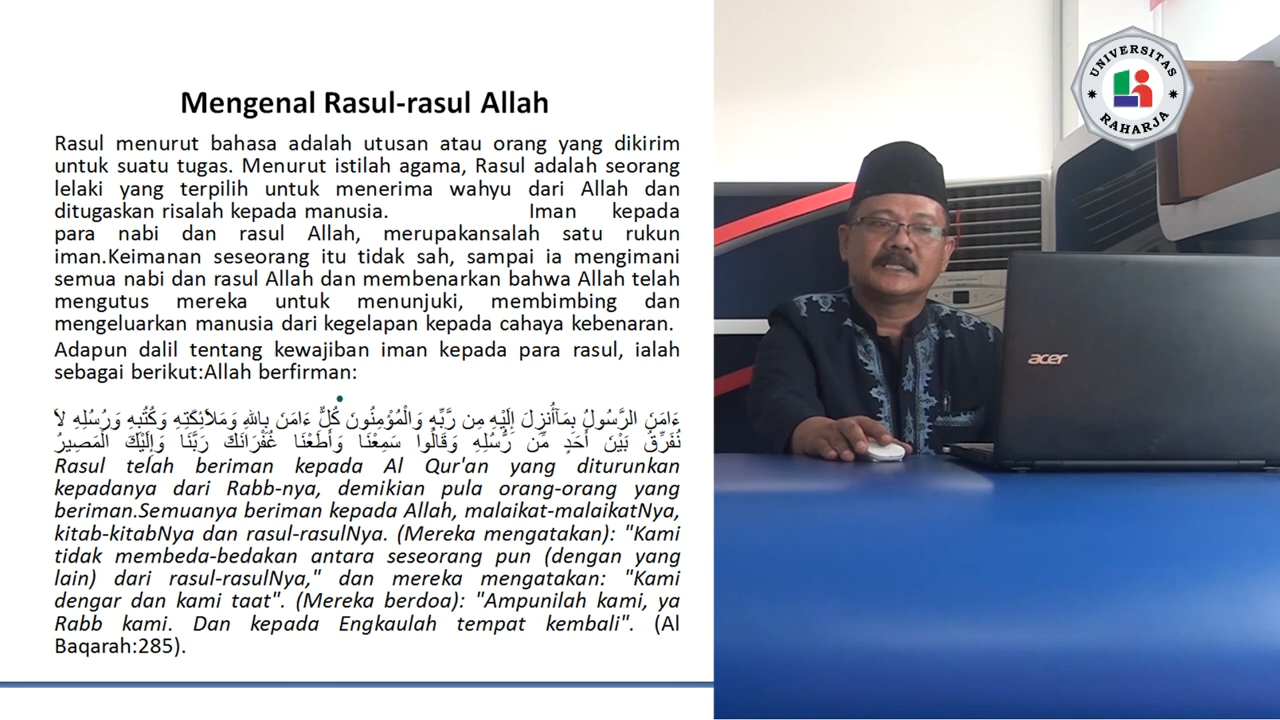 Mengenal Rasul-rasul Allah
Rasul menurut bahasa adalah utusan atau orang yang dikirim
untuk suatu tugas. Menurut istilah agama, Rasul adalah seorang
lelaki yang terpilih untuk menerima wahyu dari Allah dan
ditugaskan risalah kepada manusia. Iman kepada
para nabi dan rasul Allah, merupakansalah satu rukun
iman.Keimanan seseorang itu tidak sah, sampai ia mengimani
semua nabi dan rasul Allah dan membenarkan bahwa Allah telah
mengutus mereka untuk menunjuki, membimbing dan
mengeluarkan manusia dari kegelapan kepada cahaya kebenaran.
Adapun dalil tentang kewajiban iman kepada para rasul, ialah
sebagai berikut:Allah berfirman:
ءَامَنَ الرَّسُولُ بِمَآأُنزِلَ إِلَيْهِ مِن رَّبِّهِ وَالْمُؤْمِنُونَ كُلٌّ ءَامَنَ بِاللهِ وَمَلاَئِكَتِهِ وَكُتُبِهِ وَرُسُلِهِ لاَ
نُفَرِّقُ بَيْنَ أَحَدٍ مِّن رُّسُلِهِ وَقَالُوا سَمِعْنَا وَأَطَعْنَا غُفْرَانَكَ رَبَّنَا وَإِلَيْكَ الْمَصِيرُ
Rasul telah beriman kepada Al Qur'an yang diturunkan
kepadanya dari Rabb-nya, demikian pula orang-orang yang
beriman.Semuanya beriman kepada Allah, malaikat-malaikatNya,
kitab-kitabNya dan rasul-rasulNya. (Mereka mengatakan): "Kami
tidak membeda-bedakan antara seseorang pun (dengan yang
lain) dari rasul-rasulNya," dan mereka mengatakan: "Kami
dengar dan kami taat". (Mereka berdoa): "Ampunilah kami, ya
Rabb kami. Dan kepada Engkaulah tempat kembali". (Al
Baqarah:285).
UNIVERSITAS
RAHARJA
acer